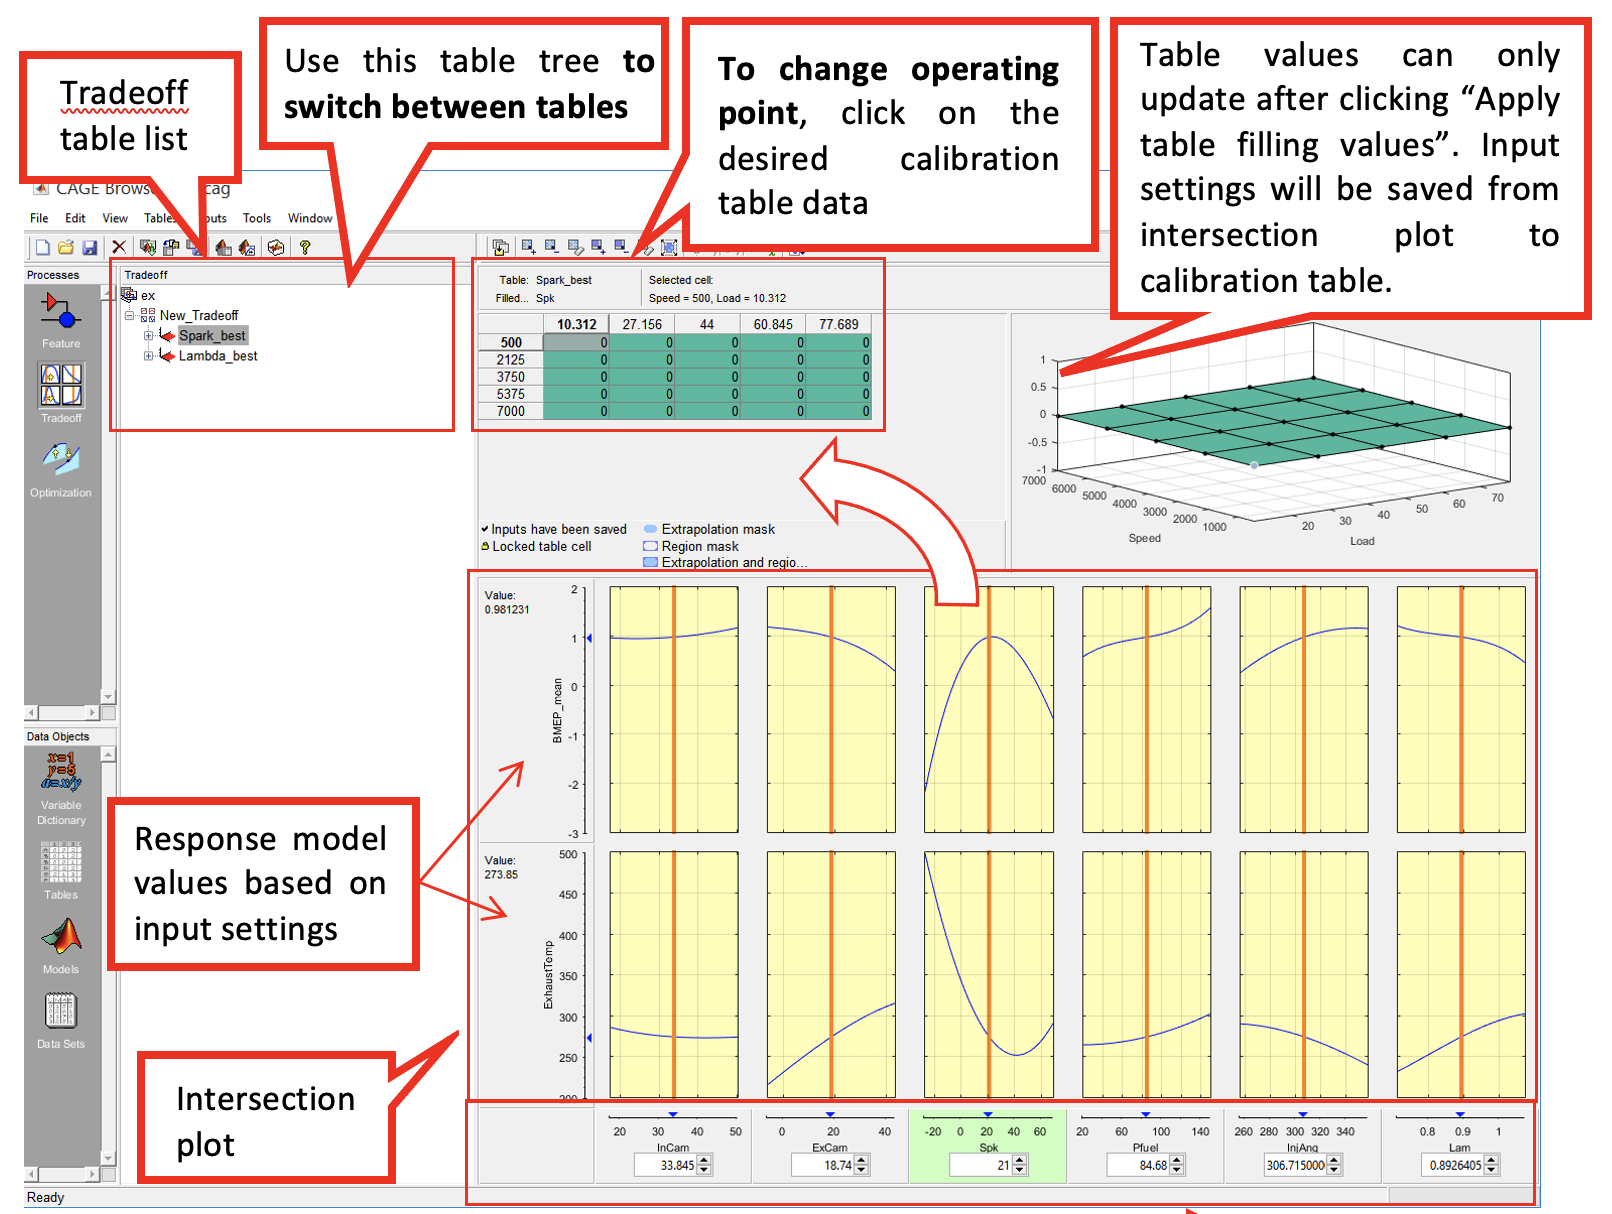 Tradeoff
table list
Use this table tree to
switch between tables
To change operating
point, click on the
desired calibration
table data
Table values can only
update after clicking “Apply
table filling values”. Input
settings will be saved from
intersection plot to
calibration table.
CAGE Brows cag
File Edit View Tables puts Tools Window
Processes
Feature
Tradeoff
Optimization
Tradeoff
ex
New_Tradeoff
Spark_best
Lambda_best
Table: Spark_best
Filled... Spk
Selected cell:
Speed = 500, Load = 10.312
10.312 27.156 44 60.845 77.689
500 0 0 0 0 0
2125 0 0 0 0 0
3750 0 0 0 0 0
5375 0 0 0 0 0
7000 0 0 0 0 0
1
0.5
0
-0.5
-1
7000 6000 5000 4000 3000 2000 1000
Speed
20 30 40 50 60 70
Load
Inputs have been saved
Locked table cell
Extrapolation mask
Region mask
Extrapolation and regio...
Value:
0.981231
BMEP_mean
2
1
0
-1
-2
-3
Value:
273.85
ExhaustTemp
500
450
400
350
300
250
200
Data Objects
x=1
y=5
a=x/y
Variable
Dictionary
Tables
Models
Data Sets
Response model
values based on
input settings
Intersection
plot
20 30 40 50
InCam
33.845
0 20 40
ExCam
18.74
-20 0 20 40 60
Spk
21
20 60 100 140
Pfuel
84.68
260 280 300 320 340
InjAng
306.715000
0.8 0.9 1
Lam
0.8926405
Ready